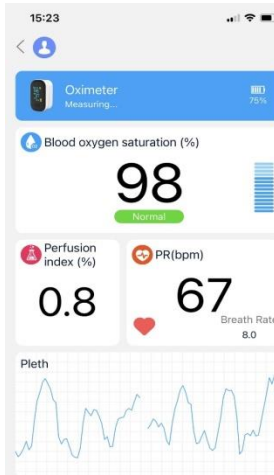 15:23
Oximeter
Measuring...
75%
Blood oxygen saturation (%)
98
Normal
Perfusion
index (%)
0.8
PR(bpm)
67
Breath Rate
8.0
Pleth